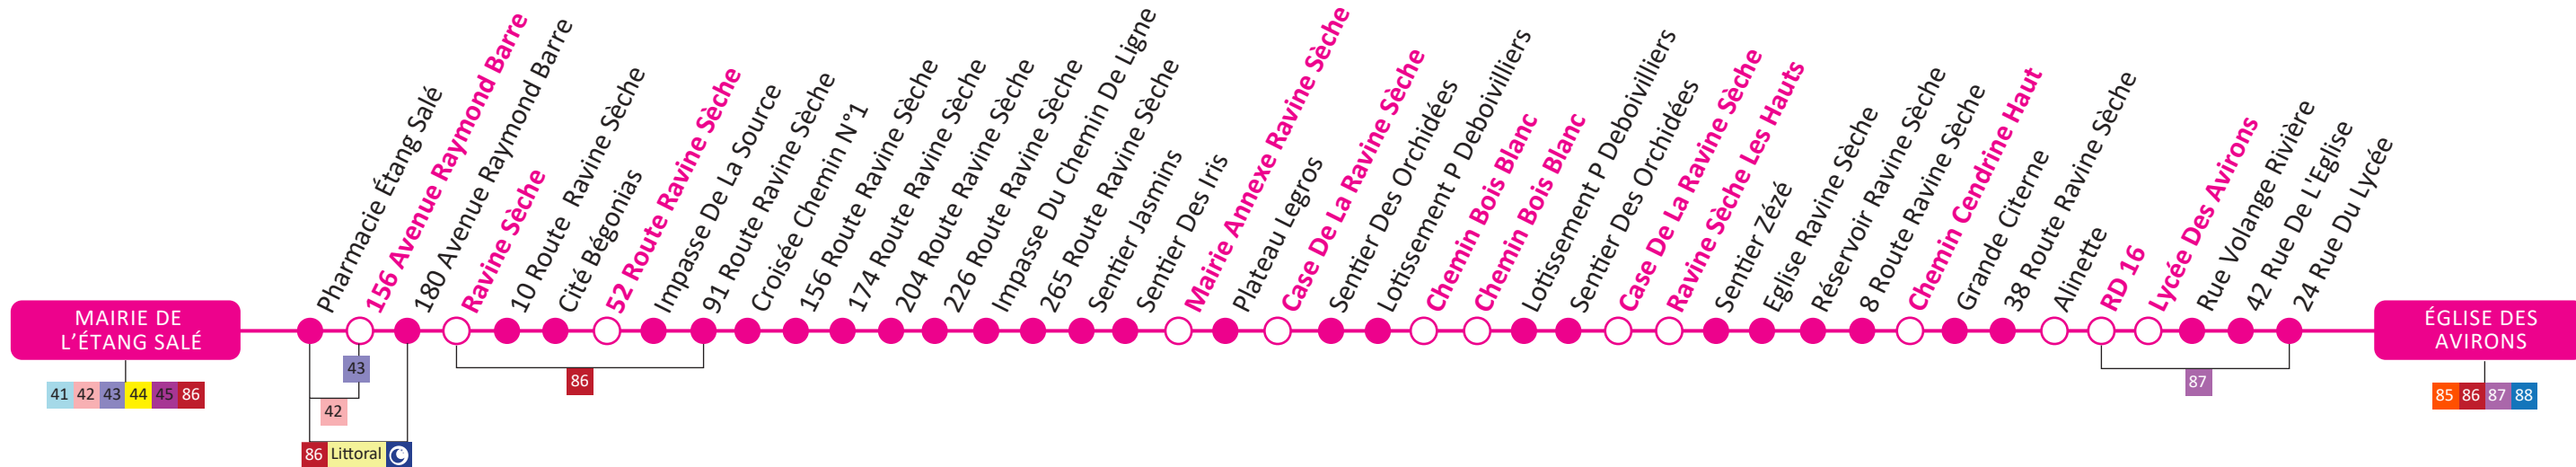 MAIRIE DE
L'ÉTANG SALÉ
41 42 43 44 45 86
Pharmacie Étang Salé
156 Avenue Raymond Barre
180 Avenue Raymond Barre
Ravine Sèche
10 Route Ravine Sèche
Cité Bégonias
52 Route Ravine Sèche
Impasse De La Source
91 Route Ravine Sèche
Croisée Chemin N°1
156 Route Ravine Sèche
174 Route Ravine Sèche
204 Route Ravine Sèche
226 Route Ravine Sèche
Impasse Du Chemin De Ligne
265 Route Ravine Sèche
Sentier Jasmins
Sentier Des Iris
Mairie Annexe Ravine Sèche
Plateau Legros
Case De La Ravine Sèche
Sentier Des Orchidées
Lotissement P Deboivilliers
Chemin Bois Blanc
Chemin Bois Blanc
Lotissement P Deboivilliers
Sentier Des Orchidées
Case De La Ravine Sèche
Ravine Sèche Les Hauts
Sentier Zézé
Eglise Ravine Sèche
Réservoir Ravine Sèche
8 Route Ravine Sèche
Chemin Cendrine Haut
Grande Citerne
38 Route Ravine Sèche
Alinette
RD 16
Lycée Des Avirons
Rue Volange Rivière
42 Rue De L'Eglise
24 Rue Du Lycée
43
42
86 Littoral
86
87
ÉGLISE DES
AVIRONS
85 86 87 88